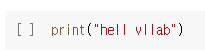 [ ] print("hell vllab")